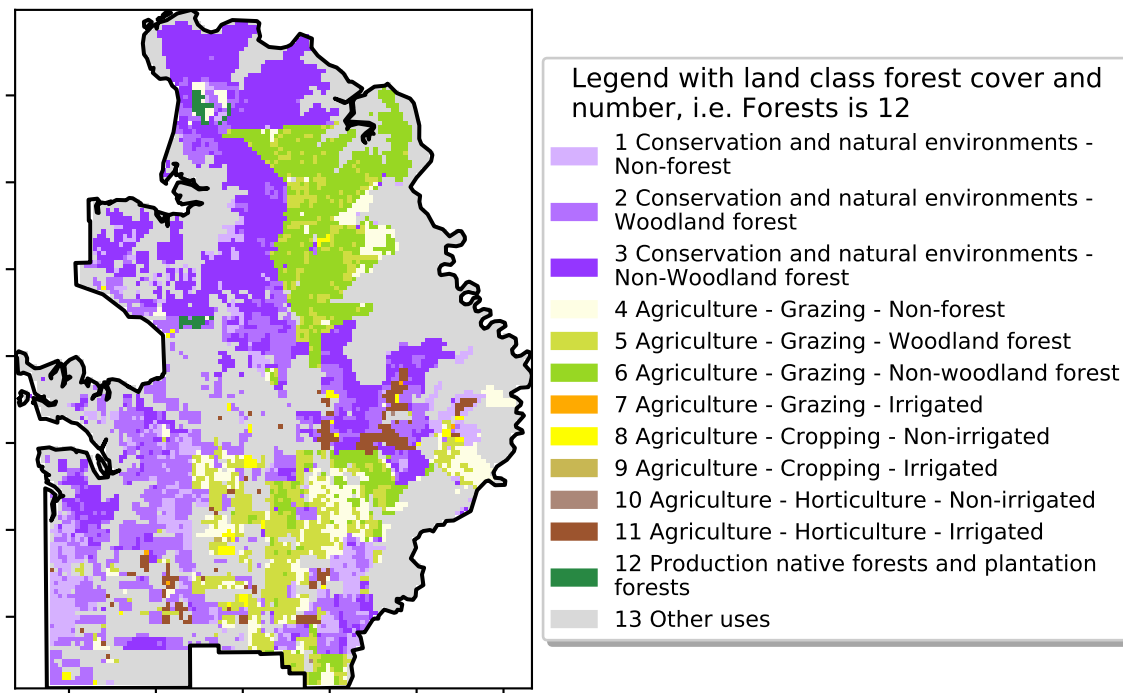 Legend with land class forest cover and
number, i.e. Forests is 12
1 Conservation and natural environments -
Non-forest
2 Conservation and natural environments -
Woodland forest
3 Conservation and natural environments -
Non-Woodland forest
4 Agriculture - Grazing - Non-forest
5 Agriculture - Grazing - Woodland forest
6 Agriculture - Grazing - Non-woodland forest
7 Agriculture - Grazing - Irrigated
8 Agriculture - Cropping - Non-irrigated
9 Agriculture - Cropping - Irrigated
10 Agriculture - Horticulture - Non-irrigated
11 Agriculture - Horticulture - Irrigated
12 Production native forests and plantation
forests
13 Other uses